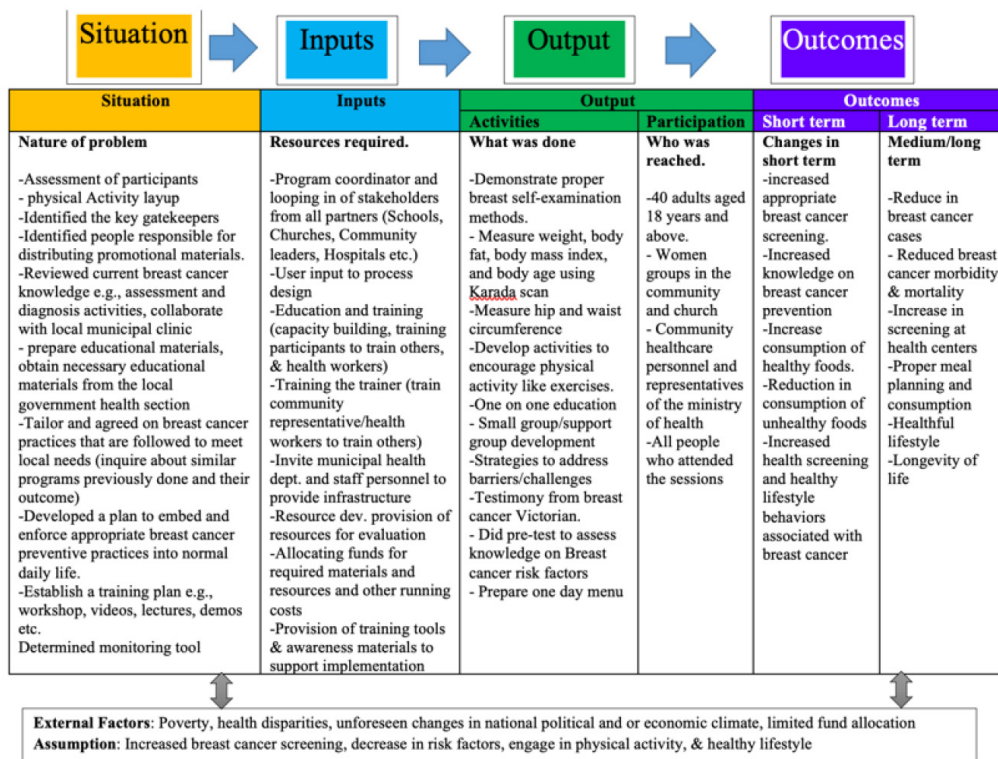 Situation
Inputs
Output
Outcomes
Situation
Inputs
Output
Outcomes
Activities
Participation
Short term
Long term
Nature of problem
-Assessment of participants
- physical Activity layup
-Identified the key gatekeepers
-Identified people responsible for
distributing promotional materials.
-Reviewed current breast cancer
knowledge e.g., assessment and
diagnosis activities, collaborate
with local municipal clinic
- prepare educational materials,
obtain necessary educational
materials from the local
government health section
-Tailor and agreed on breast cancer
practices that are followed to meet
local needs (inquire about similar
programs previously done and their
outcome)
-Developed a plan to embed and
enforce appropriate breast cancer
preventive practices into normal
daily life.
-Establish a training plan e.g.,
workshop, videos, lectures, demos
etc.
Determined monitoring tool
Resources required.
-Program coordinator and
looping in of stakeholders
from all partners (Schools,
Churches, Community
leaders, Hospitals etc.)
-User input to process
design
-Education and training
(capacity building, training
participants to train others,
& health workers)
-Training the trainer (train
community
representative/health
workers to train others)
-Invite municipal health
dept. and staff personnel to
provide infrastructure
-Resource dev. provision of
resources for evaluation
-Allocating funds for
required materials and
resources and other running
costs
-Provision of training tools
& awareness materials to
support implementation
What was done
-Demonstrate proper
breast self-examination
methods.
- Measure weight, body
fat, body mass index,
and body age using
Karada scan
-Measure hip and waist
circumference
-Develop activities to
encourage physical
activity like exercises.
-One on one education
- Small group/support
group development
-Strategies to address
barriers/challenges
-Testimony from breast
cancer Victorian.
- Did pre-test to assess
knowledge on Breast
cancer risk factors
- Prepare one day menu
Who was
reached.
-40 adults aged
18 years and
above.
- Women
groups in the
community
and church
- Community
healthcare
personnel and
representatives
of the ministry
of health
-All people
who attended
the sessions
Changes in
short term
-increased
appropriate
breast cancer
screening.
-Increased
knowledge on
breast cancer
prevention
-Increase
consumption of
healthy foods.
-Reduction in
consumption of
unhealthy foods
-Increased
health screening
and healthy
lifestyle
behaviors
associated with
breast cancer
Medium/long
term
-Reduce in
breast cancer
cases
- Reduced breast
cancer morbidity
& mortality
-Increase in
screening at
health centers
-Proper meal
planning and
consumption
-Healthful
lifestyle
-Longevity of
life
External Factors: Poverty, health disparities, unforeseen changes in national political and or economic climate, limited fund allocation
Assumption: Increased breast cancer screening, decrease in risk factors, engage in physical activity, & healthy lifestyle